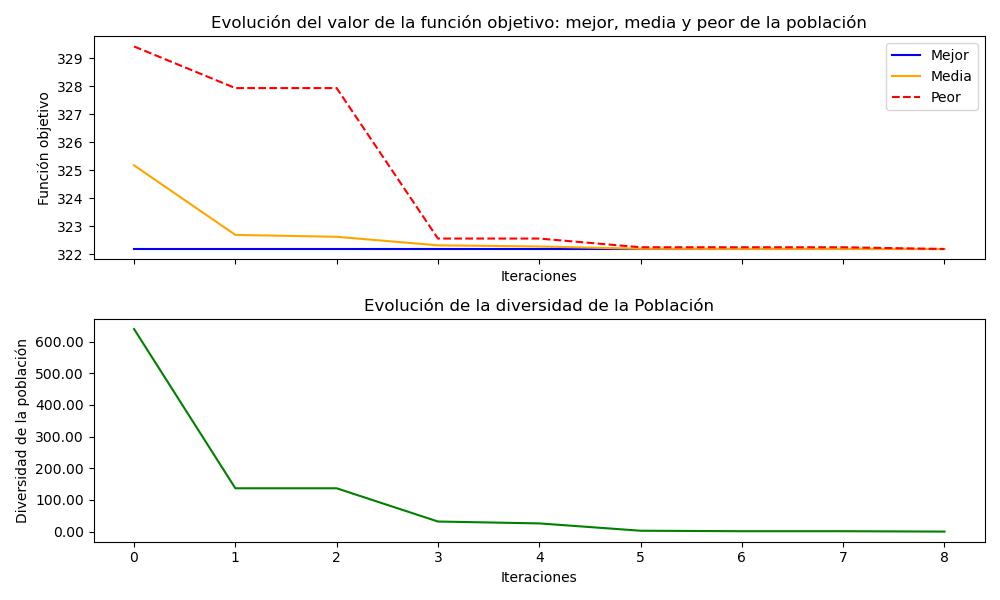 Evolución del valor de la función objetivo: mejor, media y peor de la población
Función objetivo
329
328
327
326
325
324
323
322
Mejor
Media
Peor
Iteraciones
Evolución de la diversidad de la Población
Diversidad de la población
600.00
500.00
400.00
300.00
200.00
100.00
0.00
0 1 2 3 4 5 6 7 8
Iteraciones